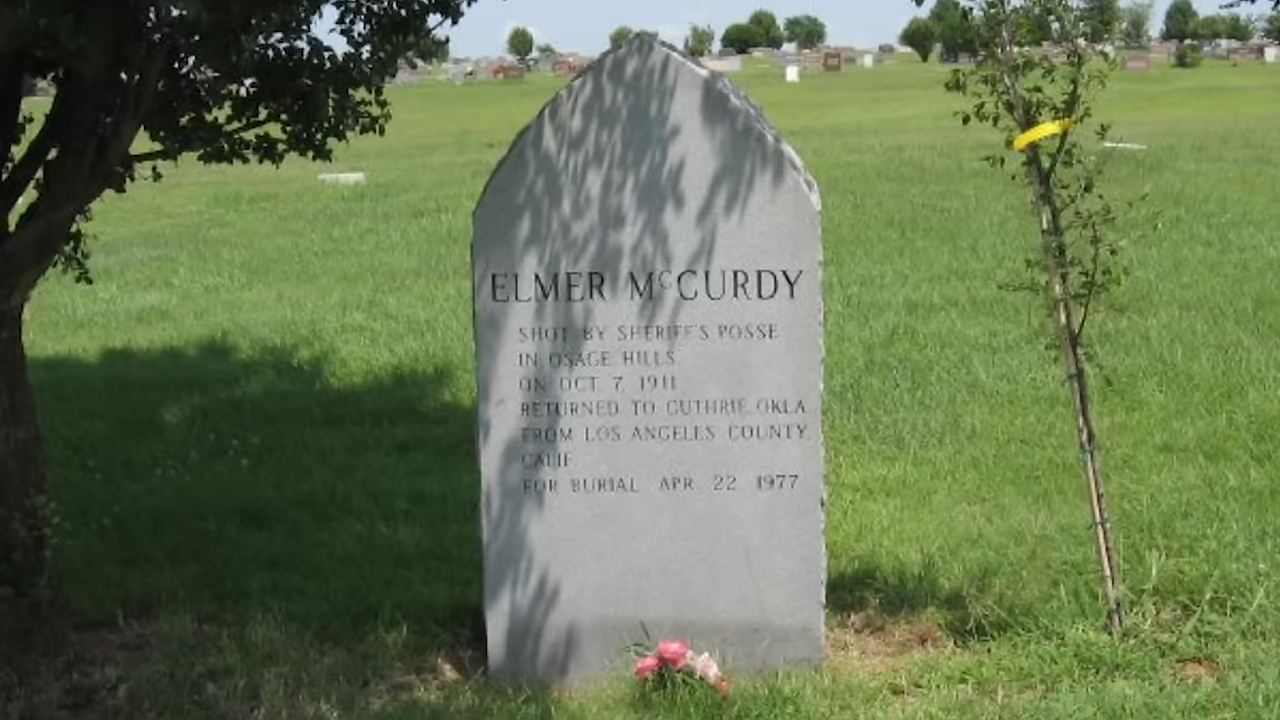 ELMER McCURDY
SHOT BY SHERIFF'S POSSE
IN OSAGE HILLS
ON OCT 7, 1911
RETURNED TO GUTHRIE, OKLA.
FROM LOS ANGELES COUNTY,
CALIF.
FOR BURIAL APR. 22 1977